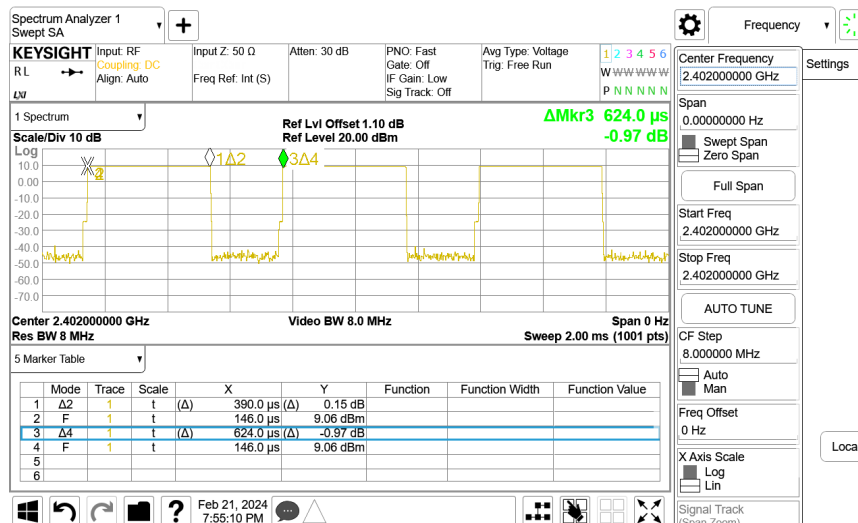 Spectrum Analyzer 1
Swept SA
+
Frequency
KEYSIGHT
R L
LXI
Input: RF
Coupling: DC
Align: Auto
Input Z: 50 Ω
Freq Ref: Int (S)
Atten: 30 dB
PNO: Fast
Gate: Off
IF Gain: Low
Sig Track: Off
Avg Type: Voltage
Trig: Free Run
1 2 3 4 5 6
W W W W W W
P N N N N N
1 Spectrum
Scale/Div 10 dB
Ref Lvl Offset 1.10 dB
Ref Level 20.00 dBm
ΔMkr3 624.0 µs
-0.97 dB
Log
10.0
0.00
-10.0
-20.0
-30.0
-40.0
-50.0
-60.0
-70.0
1Δ2
3Δ4
Center 2.402000000 GHz
Video BW 8.0 MHz
Span 0 Hz
Res BW 8 MHz
Sweep 2.00 ms (1001 pts)
5 Marker Table
Mode Trace Scale X Y Function Function Width Function Value
1 Δ2 1 t (Δ) 390.0 µs (Δ) 0.15 dB
2 F 1 t 146.0 µs 9.06 dBm
3 Δ4 1 t (Δ) 624.0 µs (Δ) -0.97 dB
4 F 1 t 146.0 µs 9.06 dBm
5
6
?
Feb 21, 2024
7:55:10 PM
Center Frequency
2.402000000 GHz
Span
0.00000000 Hz
Swept Span
Zero Span
Full Span
Start Freq
2.402000000 GHz
Stop Freq
2.402000000 GHz
AUTO TUNE
CF Step
8.000000 MHz
Auto
Man
Freq Offset
0 Hz
X Axis Scale
Log
Lin
Signal Track
(Span Zoom)
Settings
Loca